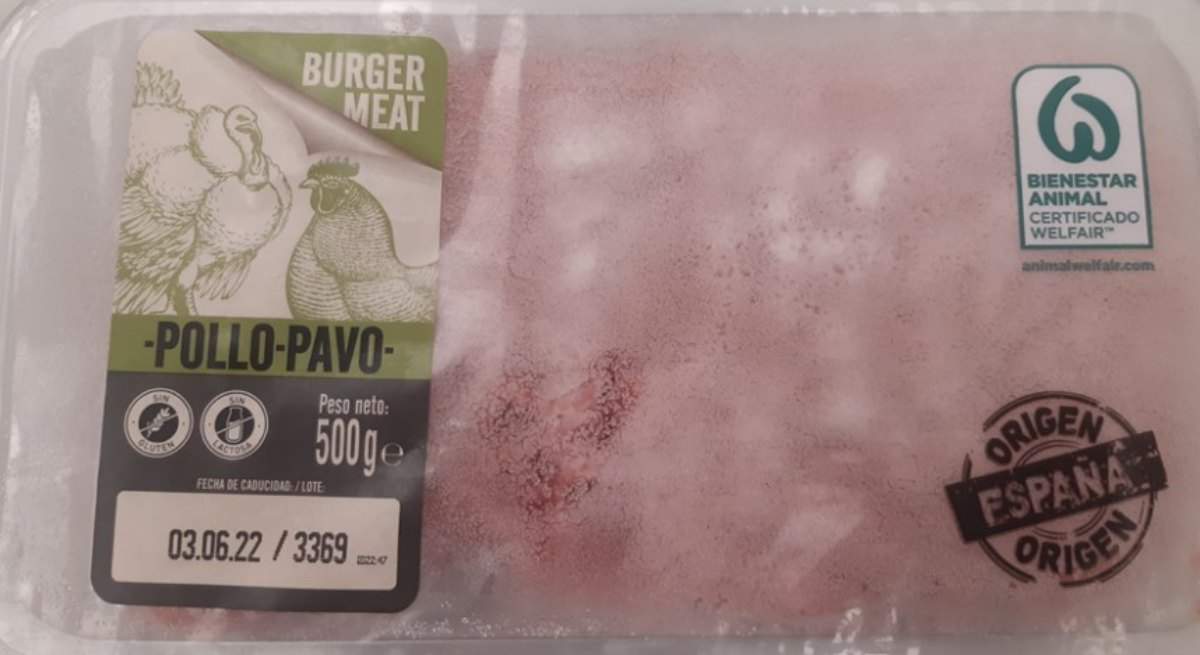 BURGER
MEAT
-POLLO-PAVO-
SIN
GLUTEN
SIN
LACTOSA
Peso neto:
500g e
FECHA DE CADUCIDAD: / LOTE:
03.06.22 / 3369
BIENESTAR
ANIMAL
CERTIFICADO
WELFAIR™
animalwelfair.com
ORIGEN
ESPAÑA
ORIGEN